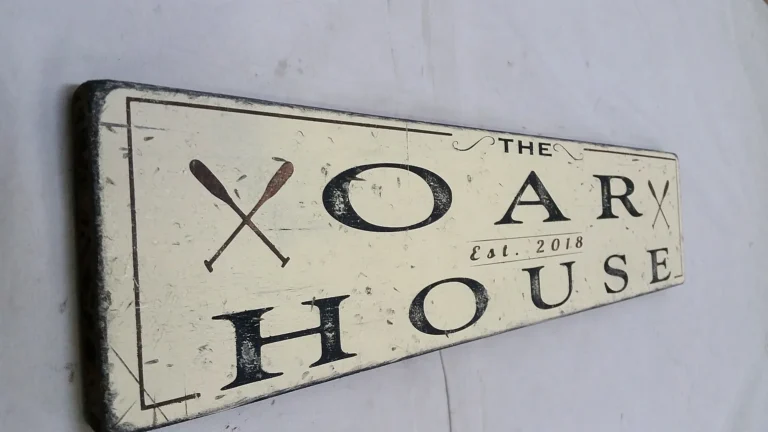 THE
OAR
Est. 2018
HOUSE